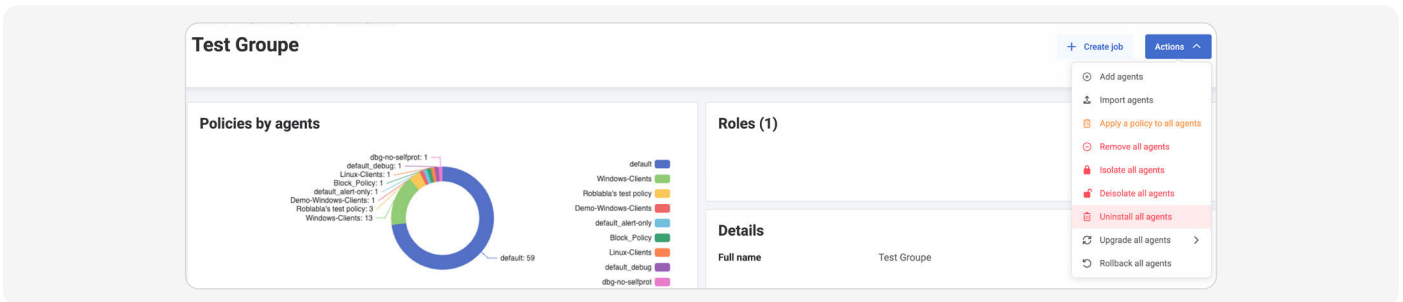 Test Groupe
Create job
Actions
Add agents
Import agents
Apply a policy to all agents
Remove all agents
Isolate all agents
Deisolate all agents
Uninstall all agents
Upgrade all agents
Rollback all agents
Policies by agents
dbg-no-selfprot: 1
default_debug: 1
Linux-Clients: 1
Block_Policy: 1
default_alert-only: 1
Demo-Windows-Clients: 1
Roblabla's test policy: 3
Windows-Clients: 13
default: 59
default
Windows-Clients
Roblabla's test policy
Demo-Windows-Clients
default_alert-only
Block_Policy
Linux-Clients
default_debug
dbg-no-selfprot
Roles (1)
Details
Full name Test Groupe